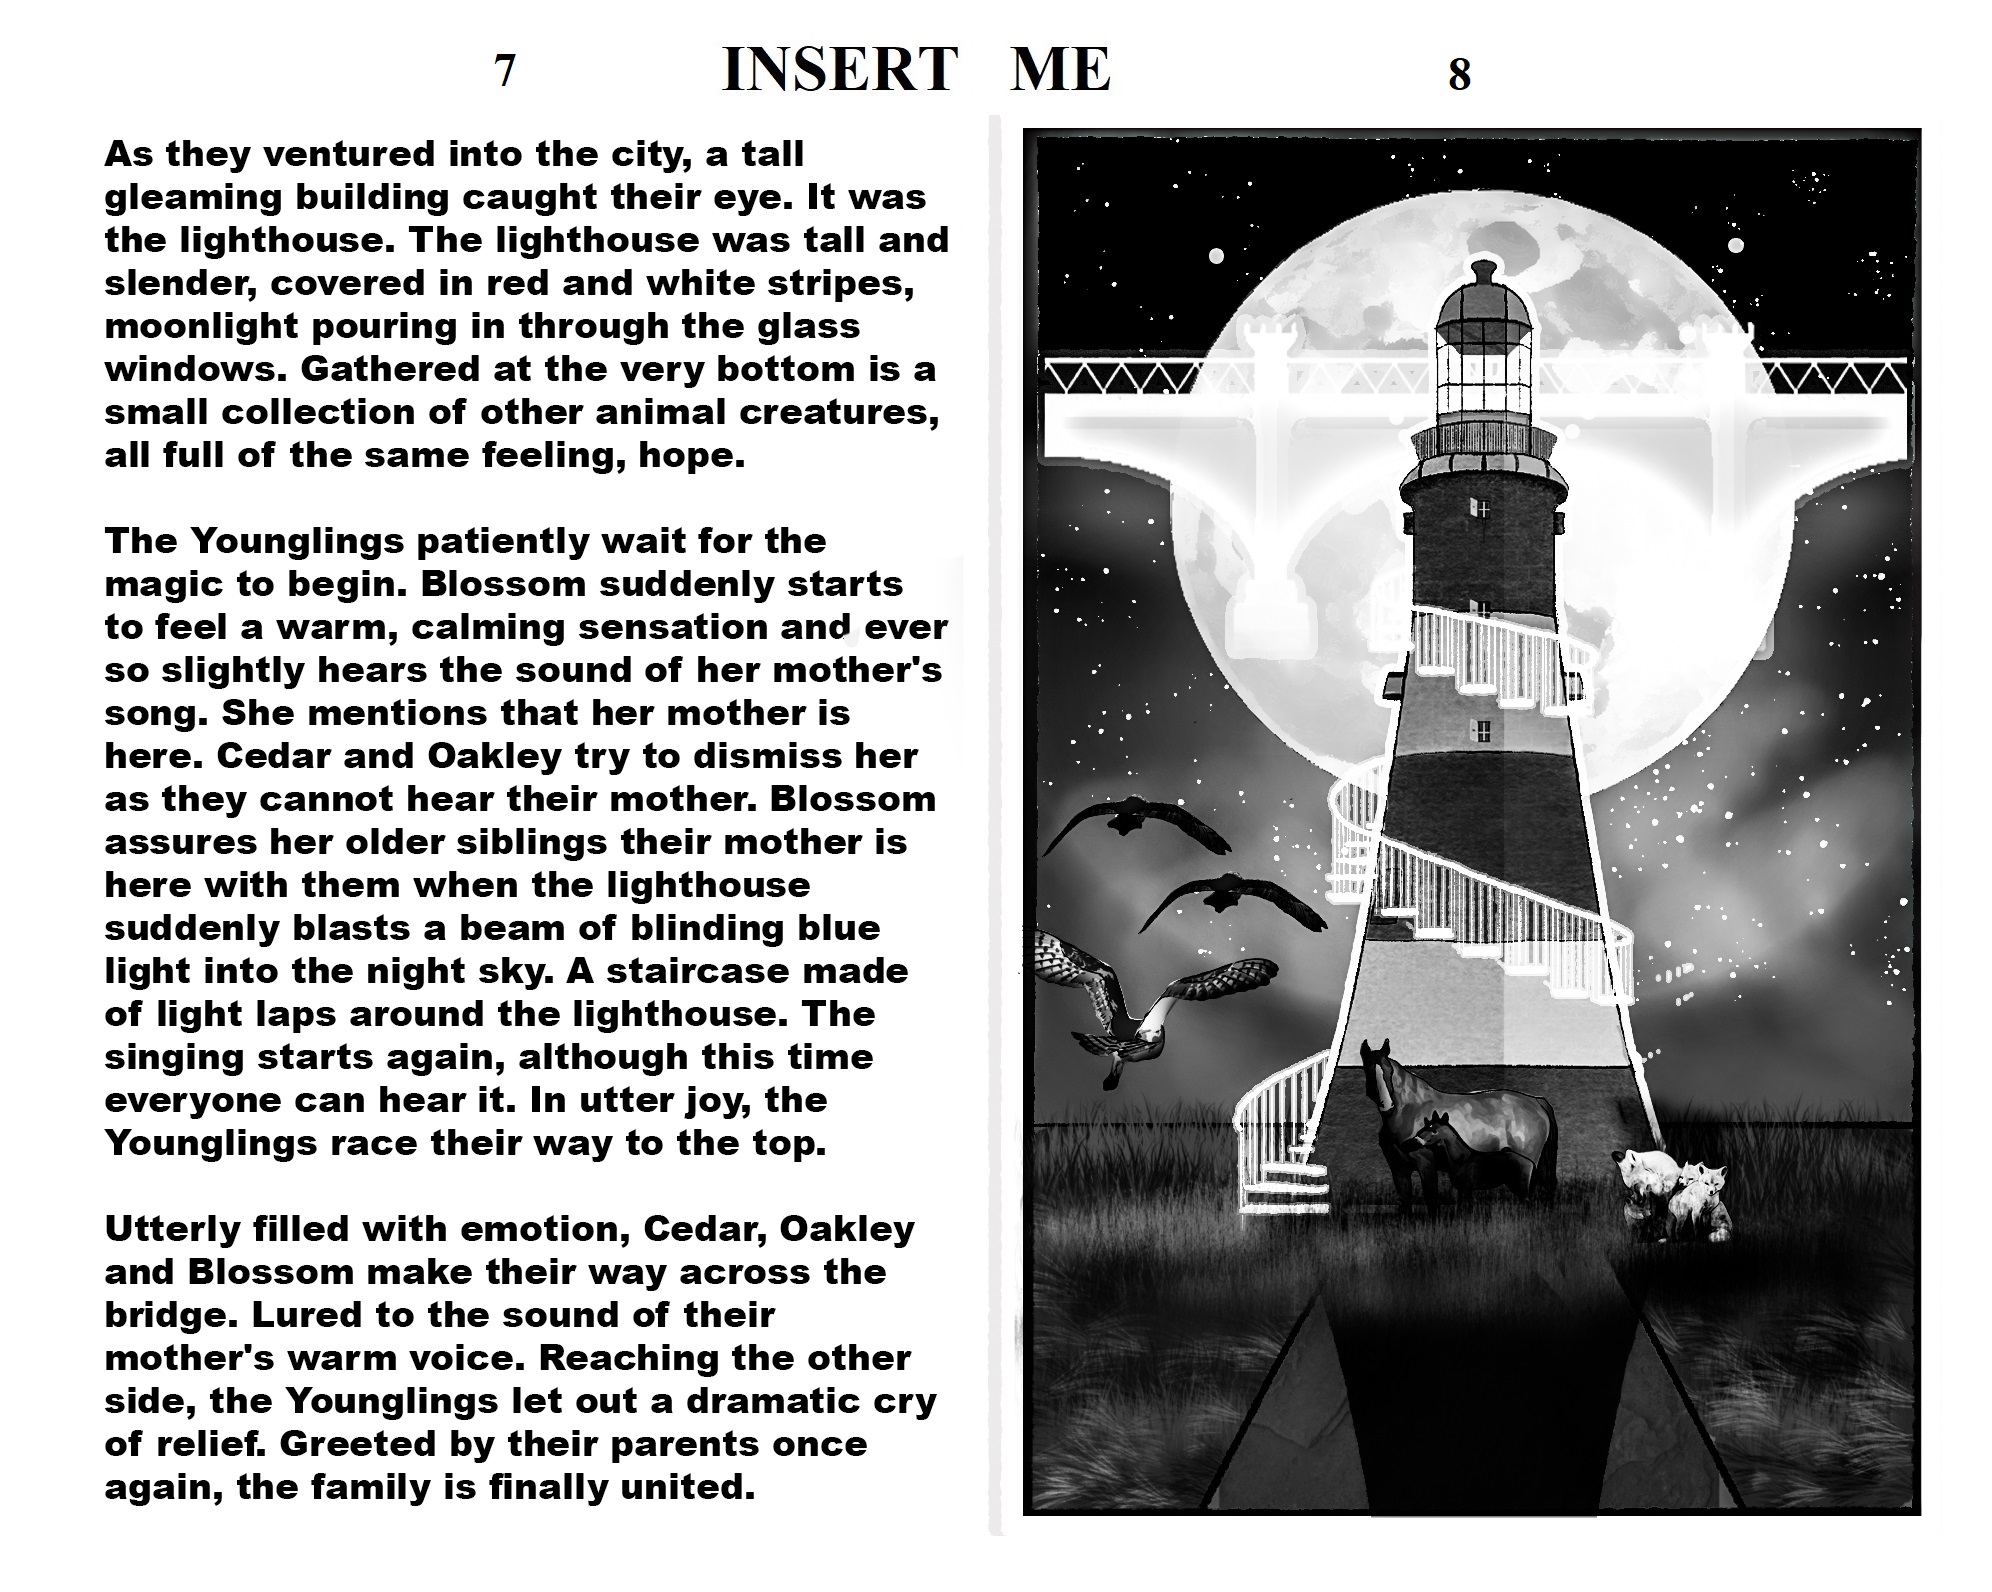 7 INSERT ME 8
As they ventured into the city, a tall
gleaming building caught their eye. It was
the lighthouse. The lighthouse was tall and
slender, covered in red and white stripes,
moonlight pouring in through the glass
windows. Gathered at the very bottom is a
small collection of other animal creatures,
all full of the same feeling, hope.
The Younglings patiently wait for the
magic to begin. Blossom suddenly starts
to feel a warm, calming sensation and ever
so slightly hears the sound of her mother's
song. She mentions that her mother is
here. Cedar and Oakley try to dismiss her
as they cannot hear their mother. Blossom
assures her older siblings their mother is
here with them when the lighthouse
suddenly blasts a beam of blinding blue
light into the night sky. A staircase made
of light laps around the lighthouse. The
singing starts again, although this time
everyone can hear it. In utter joy, the
Younglings race their way to the top.
Utterly filled with emotion, Cedar, Oakley
and Blossom make their way across the
bridge. Lured to the sound of their
mother's warm voice. Reaching the other
side, the Younglings let out a dramatic cry
of relief. Greeted by their parents once
again, the family is finally united.